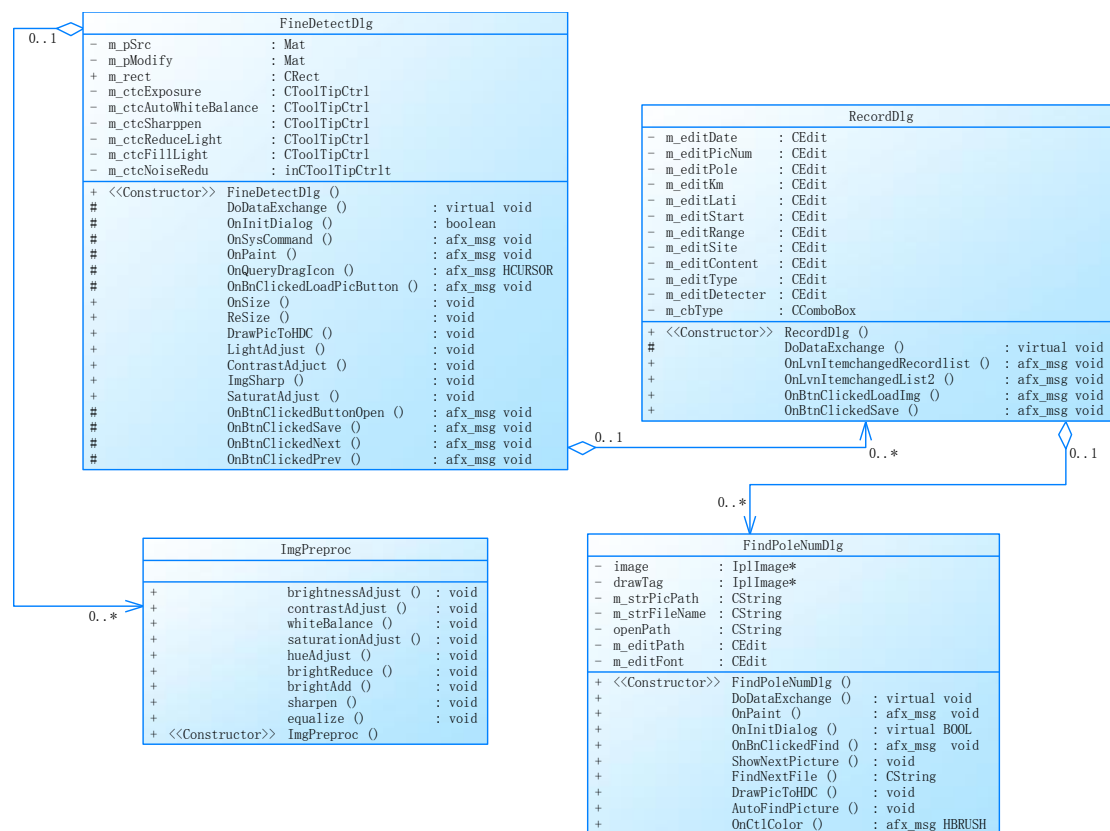 FineDetectDlg
- m_pSrc : Mat
- m_pModify : Mat
+ m_rect : CRect
- m_ctcExposure : CToolTipCtrl
- m_ctcAutoWhiteBalance : CToolTipCtrl
- m_ctcSharppen : CToolTipCtrl
- m_ctcReduceLight : CToolTipCtrl
- m_ctcFillLight : CToolTipCtrl
- m_ctcNoiseRedu : inCToolTipCtrlt
+ <<Constructor>> FineDetectDlg ()
# DoDataExchange () : virtual void
# OnInitDialog () : boolean
# OnSysCommand () : afx_msg void
# OnPaint () : afx_msg void
# OnQueryDragIcon () : afx_msg HCURSOR
# OnBnClickedLoadPicButton () : afx_msg void
+ OnSize () : void
+ ReSize () : void
+ DrawPicToHDC () : void
+ LightAdjust () : void
+ ContrastAdjuct () : void
+ ImgSharp () : void
+ SaturatAdjust () : void
# OnBtnClickedButtonOpen () : afx_msg void
# OnBtnClickedSave () : afx_msg void
# OnBtnClickedNext () : afx_msg void
# OnBtnClickedPrev () : afx_msg void
0..1
0..*
RecordDlg
- m_editDate : CEdit
- m_editPicNum : CEdit
- m_editPole : CEdit
- m_editKm : CEdit
- m_editLati : CEdit
- m_editStart : CEdit
- m_editRange : CEdit
- m_editSite : CEdit
- m_editContent : CEdit
- m_editType : CEdit
- m_editDetecter : CEdit
- m_cbType : CComboBox
+ <<Constructor>> RecordDlg ()
# DoDataExchange () : virtual void
+ OnLvnItemchangedRecordlist () : afx_msg void
+ OnLvnItemchangedList2 () : afx_msg void
+ OnBtnClickedLoadImg () : afx_msg void
+ OnBtnClickedSave () : afx_msg void
0..1
0..*
0..1
0..*
ImgPreproc
+ brightnessAdjust () : void
+ contrastAdjust () : void
+ whiteBalance () : void
+ saturationAdjust () : void
+ hueAdjust () : void
+ brightReduce () : void
+ brightAdd () : void
+ sharpen () : void
+ equalize () : void
+ <<Constructor>> ImgPreproc ()
FindPoleNumDlg
- image : IplImage*
- drawTag : IplImage*
- m_strPicPath : CString
- m_strFileName : CString
- openPath : CString
- m_editPath : CEdit
- m_editFont : CEdit
+ <<Constructor>> FindPoleNumDlg ()
+ DoDataExchange () : virtual void
+ OnPaint () : afx_msg void
+ OnInitDialog () : virtual BOOL
+ OnBnClickedFind () : afx_msg void
+ ShowNextPicture () : void
+ FindNextFile () : CString
+ DrawPicToHDC () : void
+ AutoFindPicture () : void
+ OnCtlColor () : afx_msg HBRUSH